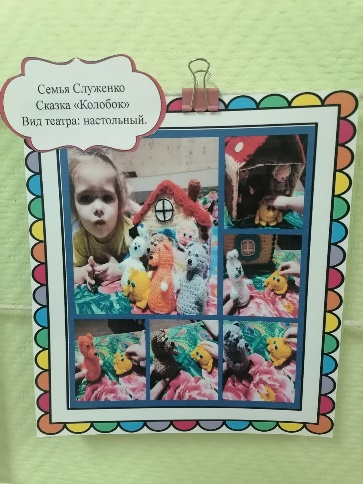 Семья Служенко
Сказка «Колобок»
Вид театра: настольный.